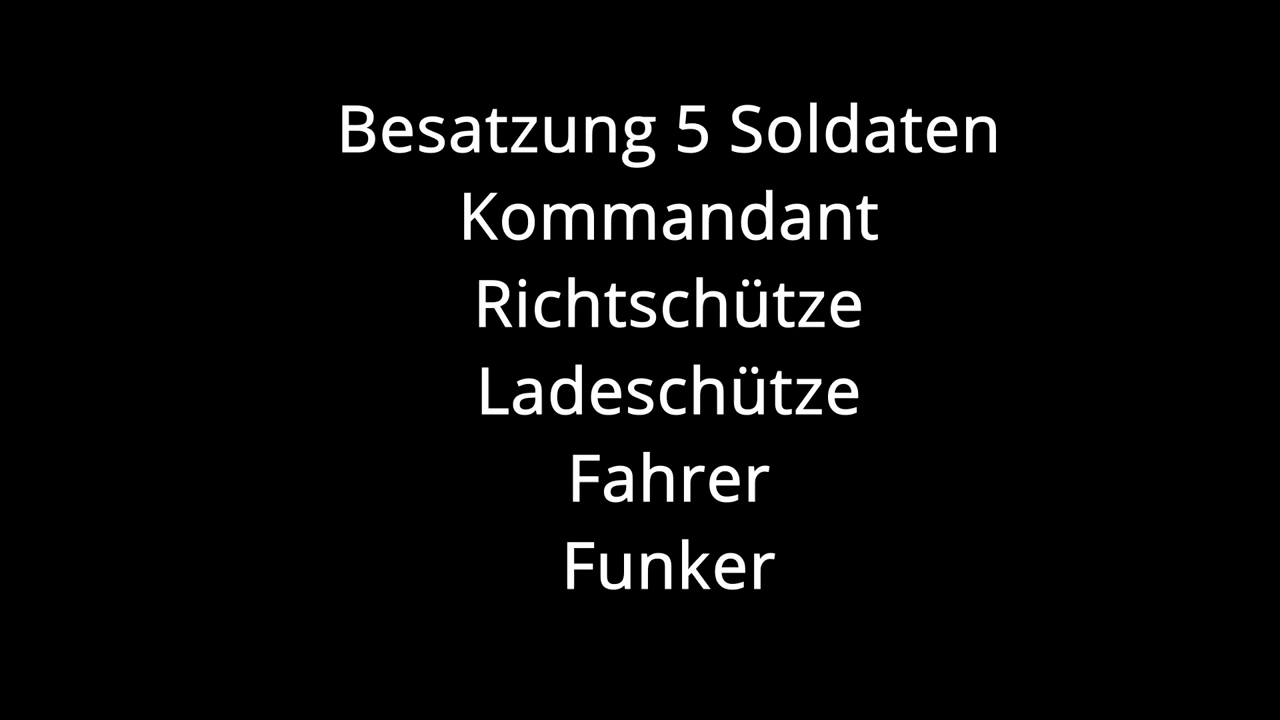 Besatzung 5 Soldaten
Kommandant
Richtschütze
Ladeschütze
Fahrer
Funker